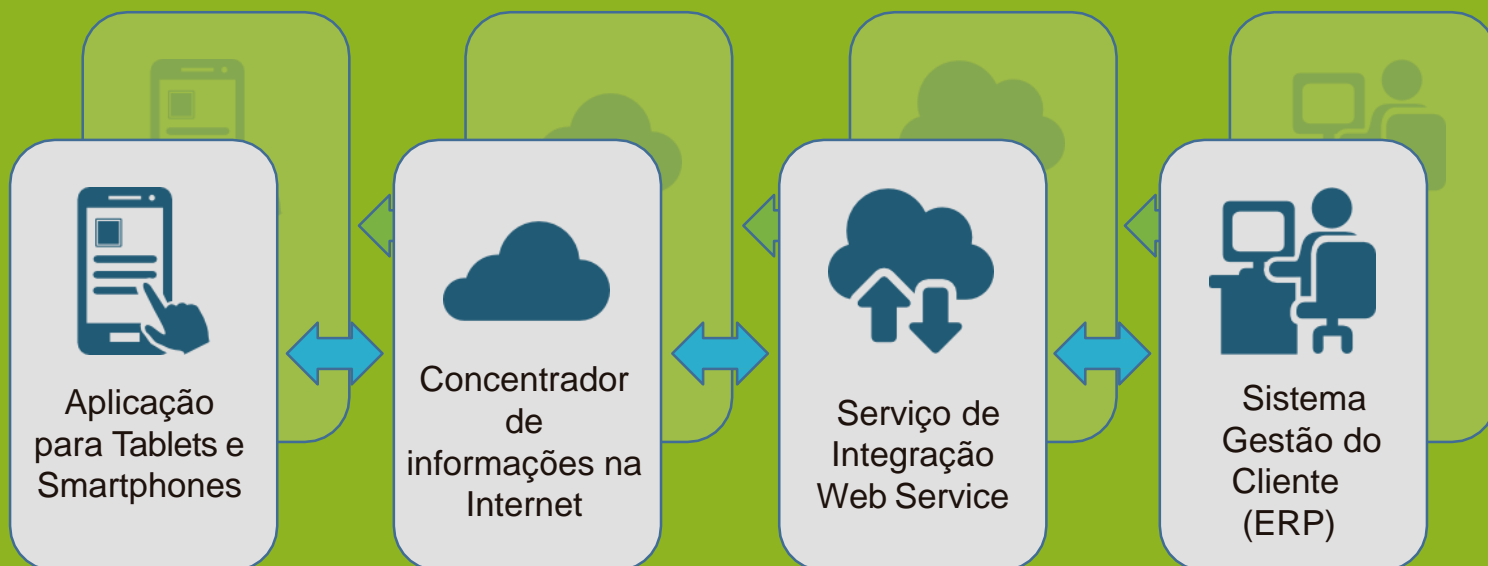 Aplicação
para Tablets e
Smartphones
Concentrador
de
informações na
Internet
Serviço de
Integração
Web Service
Sistema
Gestão do
Cliente
(ERP)